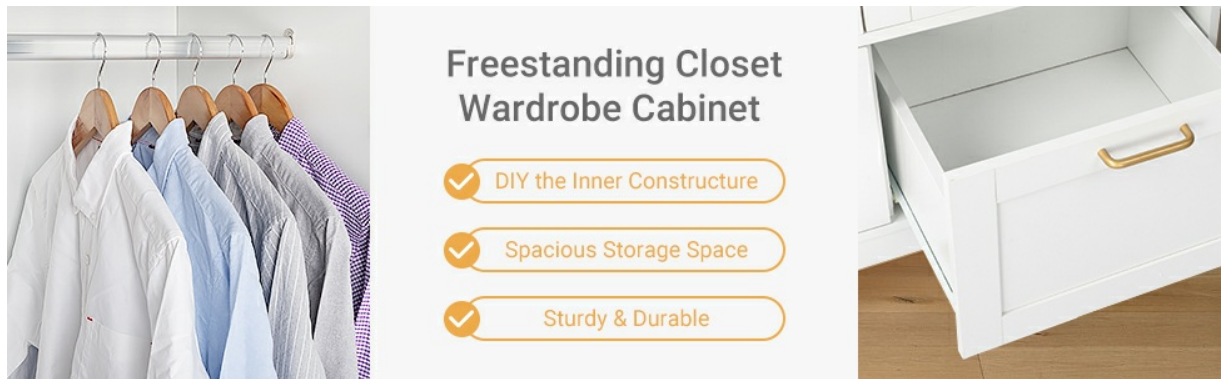 Freestanding Closet
Wardrobe Cabinet
DIY the Inner Constructure
Spacious Storage Space
Sturdy & Durable